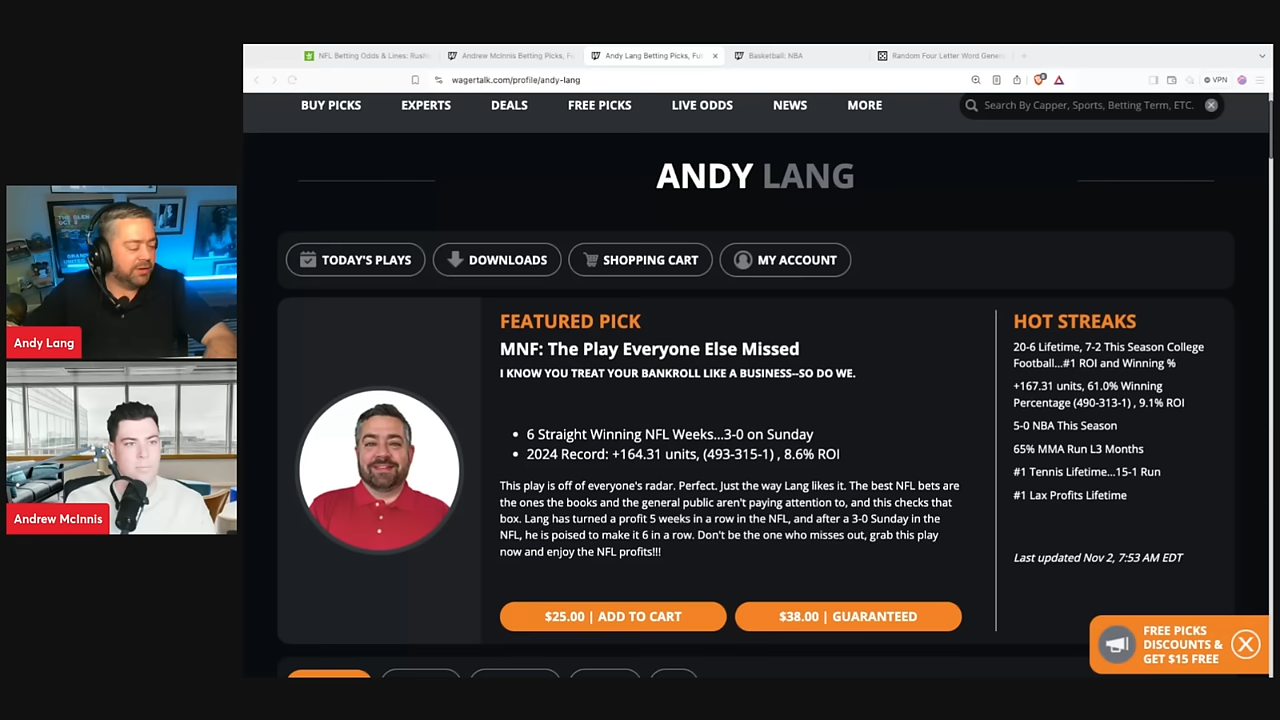 NFL Betting Odds & Lines: Rushe
Andrew McInnis Betting Picks, Fu
Andy Lang Betting Picks, Fut
Basketball: NBA
Random Four Letter Word Gene
wagertalk.com/profile/andy-lang
VPN
BUY PICKS
EXPERTS
DEALS
FREE PICKS
LIVE ODDS
NEWS
MORE
Search By Capper, Sports, Betting Term, ETC.
ANDY LANG
TODAY'S PLAYS
DOWNLOADS
SHOPPING CART
MY ACCOUNT
FEATURED PICK
MNF: The Play Everyone Else Missed
I KNOW YOU TREAT YOUR BANKROLL LIKE A BUSINESS--SO DO WE.
• 6 Straight Winning NFL Weeks...3-0 on Sunday
• 2024 Record: +164.31 units, (493-315-1) , 8.6% ROI
This play is off of everyone's radar. Perfect. Just the way Lang likes it. The best NFL bets are
the ones the books and the general public aren't paying attention to, and this checks that
box. Lang has turned a profit 5 weeks in a row in the NFL, and after a 3-0 Sunday in the
NFL, he is poised to make it 6 in a row. Don't be the one who misses out, grab this play
now and enjoy the NFL profits!!!
$25.00 | ADD TO CART
$38.00 | GUARANTEED
HOT STREAKS
20-6 Lifetime, 7-2 This Season College
Football...#1 ROI and Winning %
+167.31 units, 61.0% Winning
Percentage (490-313-1) , 9.1% ROI
5-0 NBA This Season
65% MMA Run L3 Months
#1 Tennis Lifetime...15-1 Run
#1 Lax Profits Lifetime
Last updated Nov 2, 7:53 AM EDT
FREE PICKS
DISCOUNTS &
GET $15 FREE
THE GLEN
Andy Lang
Andrew McInnis